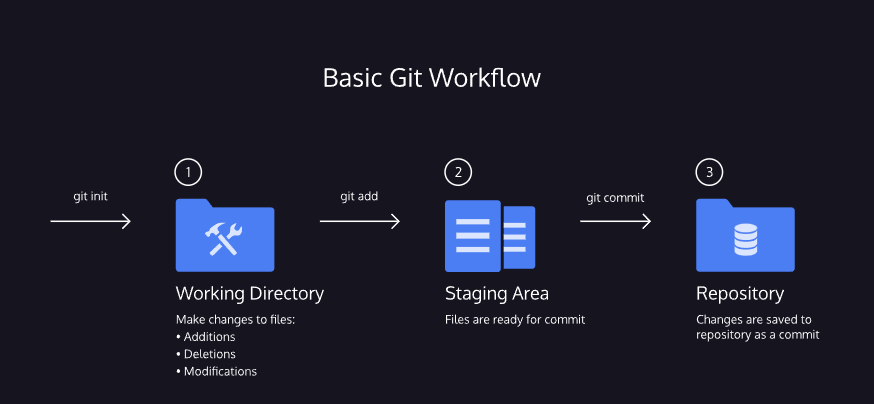 Basic Git Workflow
git init
1
git add
2
git commit
3
Working Directory
Make changes to files:
• Additions
• Deletions
• Modifications
Staging Area
Files are ready for commit
Repository
Changes are saved to
repository as a commit